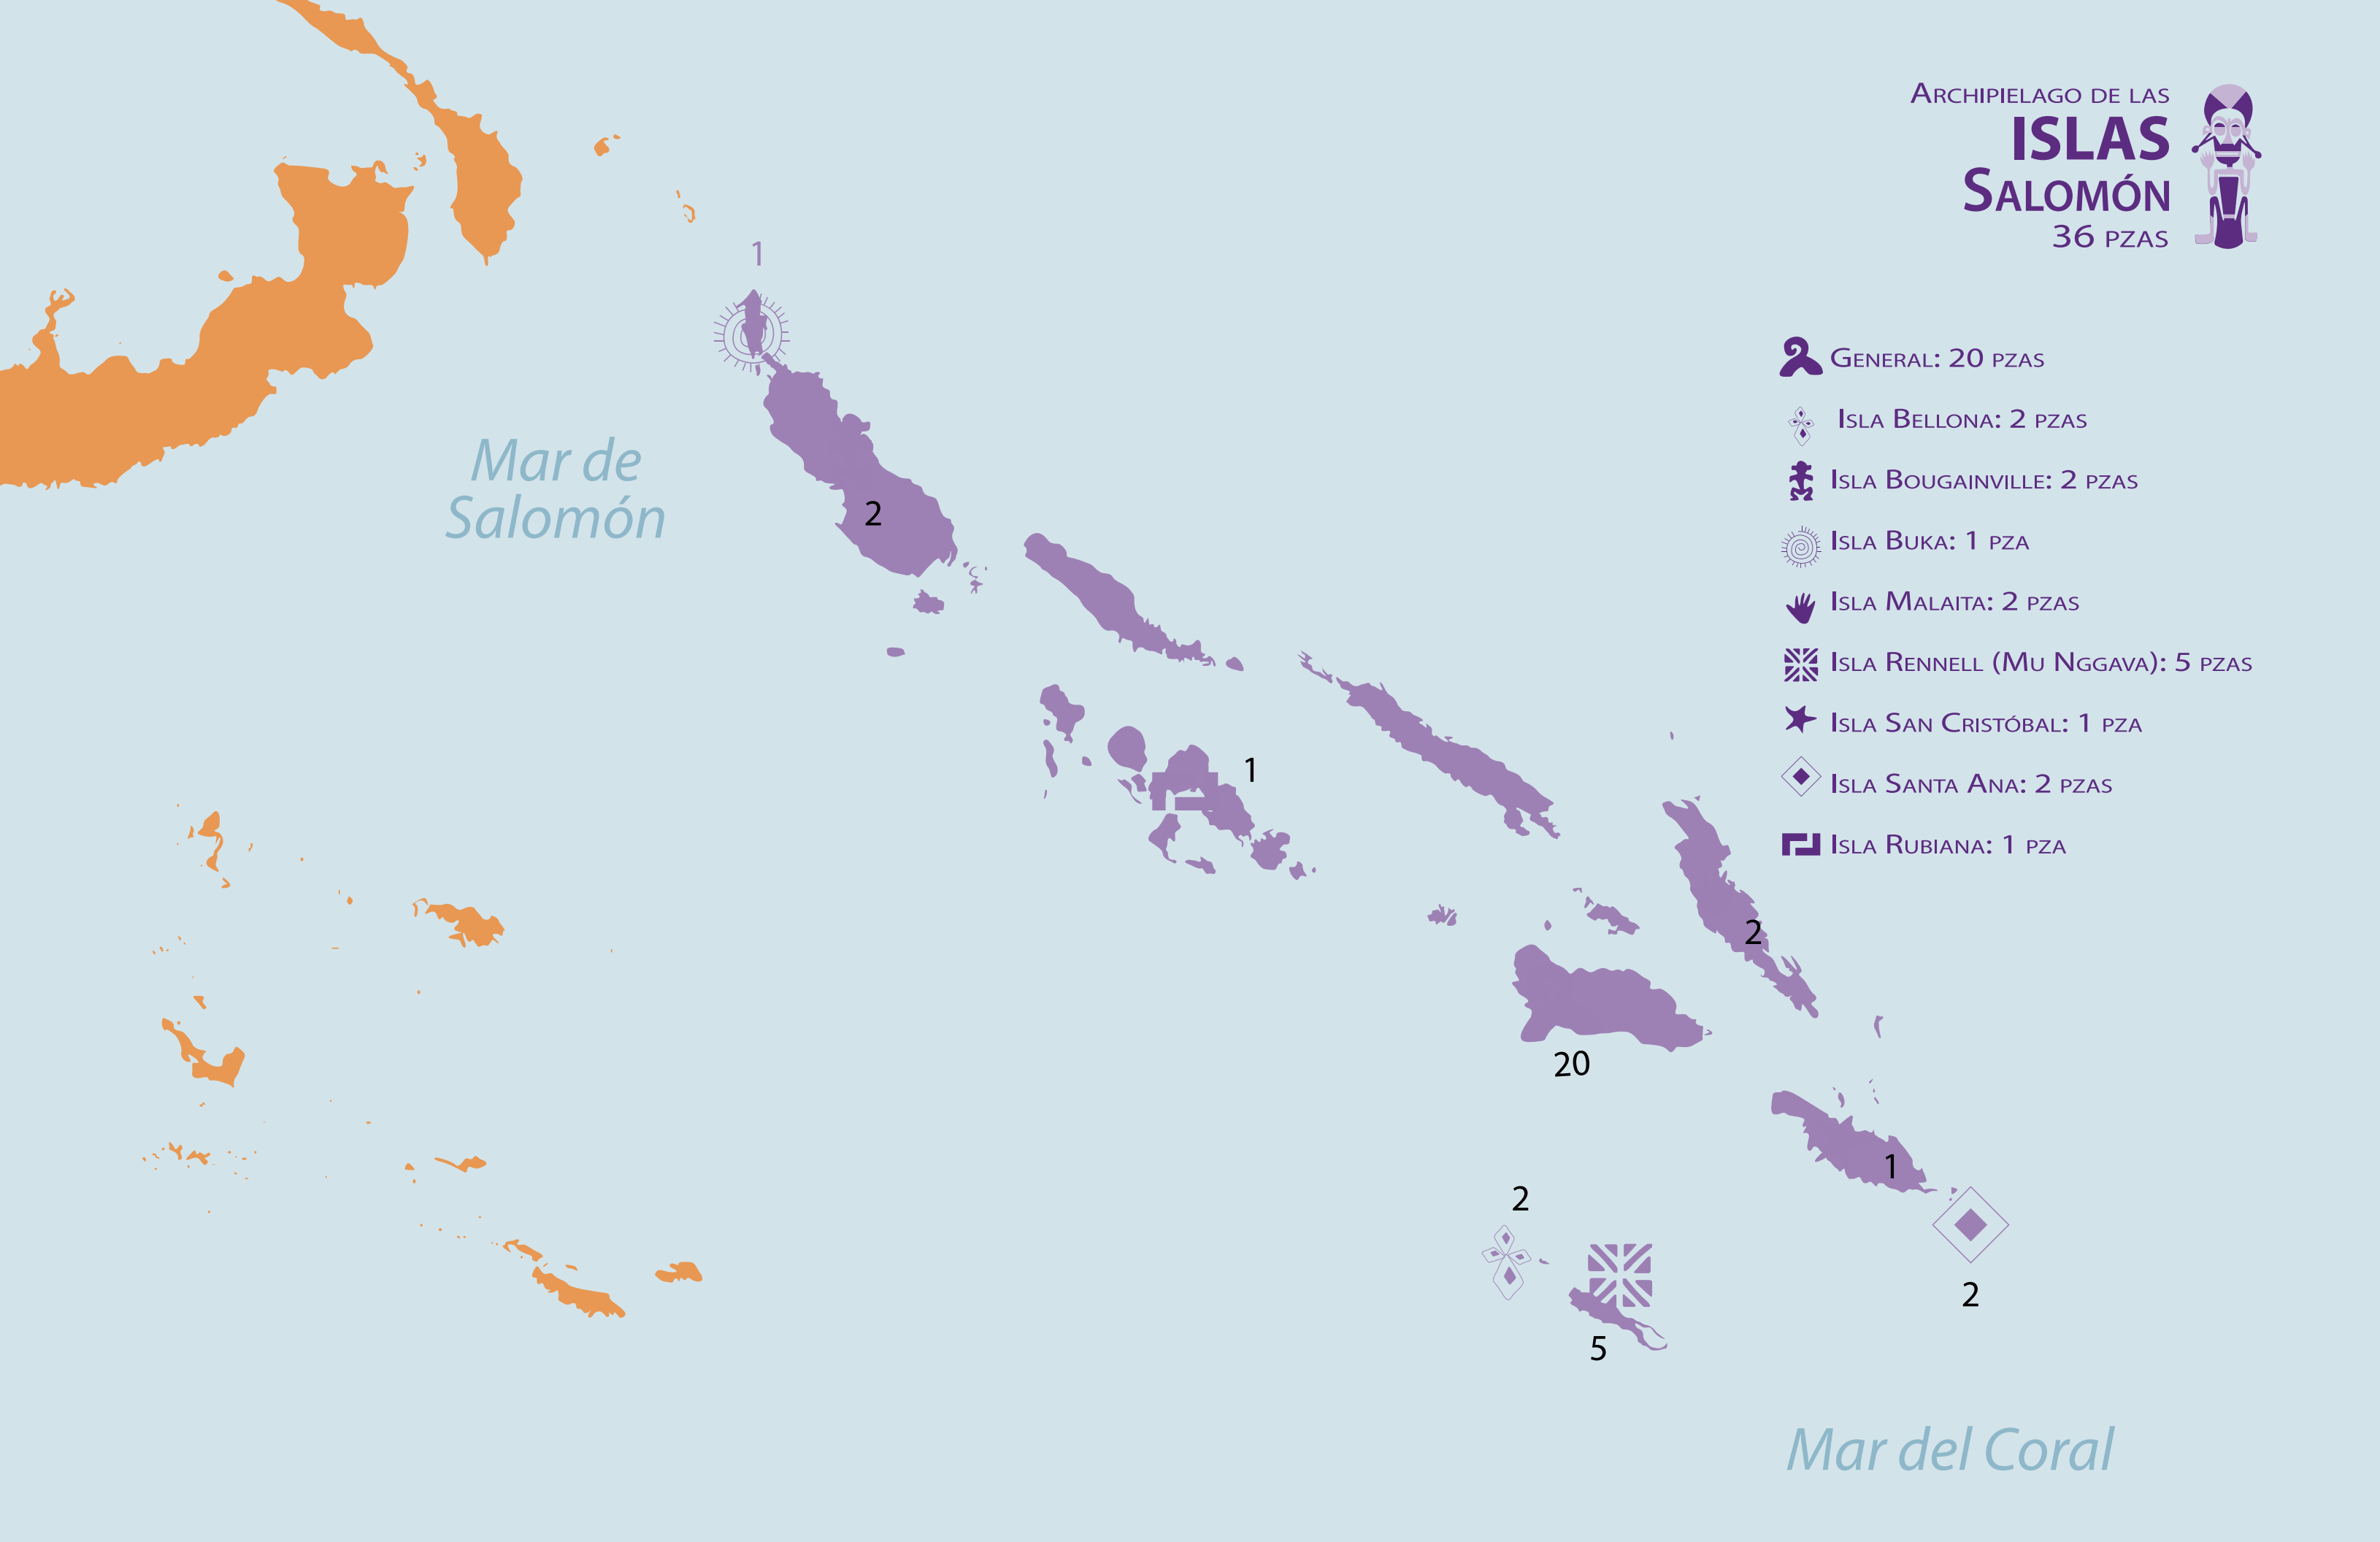 Archipielago de las
ISLAS
Salomón
36 pzas
General: 20 pzas
Isla Bellona: 2 pzas
Isla Bougainville: 2 pzas
Isla Buka: 1 pza
Isla Malaita: 2 pzas
Isla Rennell (Mu Nggava): 5 pzas
Isla San Cristóbal: 1 pza
Isla Santa Ana: 2 pzas
Isla Rubiana: 1 pza
Mar de
Salomón
1
2
1
2
20
1
2
2
5
Mar del Coral